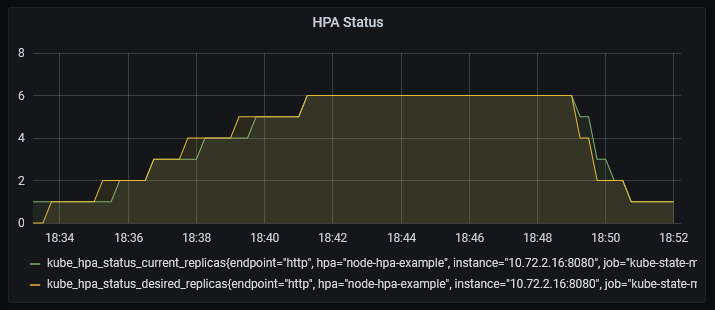 HPA Status
8
6
4
2
0
18:34 18:36 18:38 18:40 18:42 18:44 18:46 18:48 18:50 18:52
kube_hpa_status_current_replicas{endpoint="http", hpa="node-hpa-example", instance="10.72.2.16:8080", job="kube-state-m
kube_hpa_status_desired_replicas{endpoint="http", hpa="node-hpa-example", instance="10.72.2.16:8080", job="kube-state-m